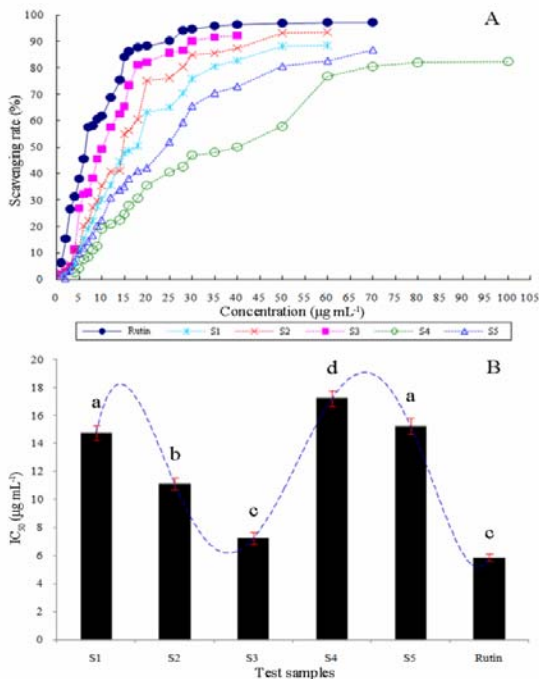 A
Scavenging rate (%)
100
90
80
70
60
50
40
30
20
10
0
0 5 10 15 20 25 30 35 40 45 50 55 60 65 70 75 80 85 90 95 100 105
Concentration (µg mL-1)
Rutin S1 S2 S3 S4 S5
B
IC50 (µg mL-1)
20
18
16
14
12
10
8
6
4
2
0
a b c d a c
S1 S2 S3 S4 S5 Rutin
Test samples